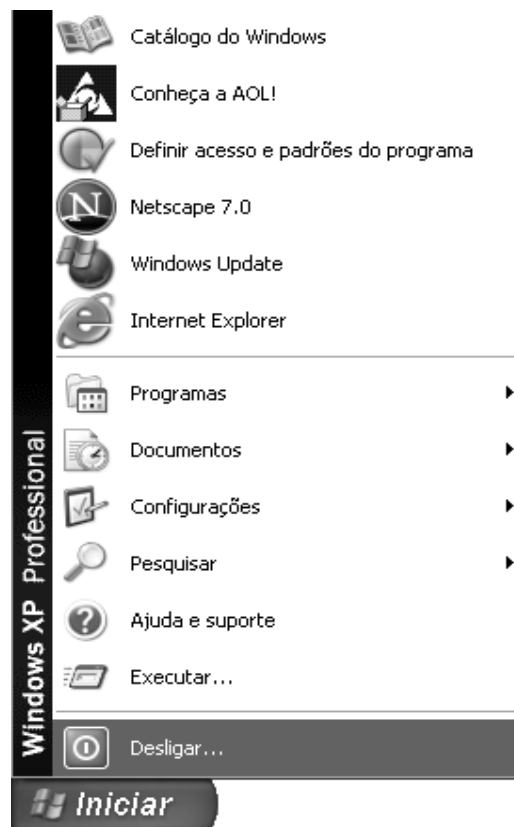 Catálogo do Windows
Conheça a AOL!
Definir acesso e padrões do programa
Netscape 7.0
Windows Update
Internet Explorer
Programas
Documentos
Configurações
Pesquisar
Ajuda e suporte
Executar...
Desligar...
Windows XP Professional
Iniciar